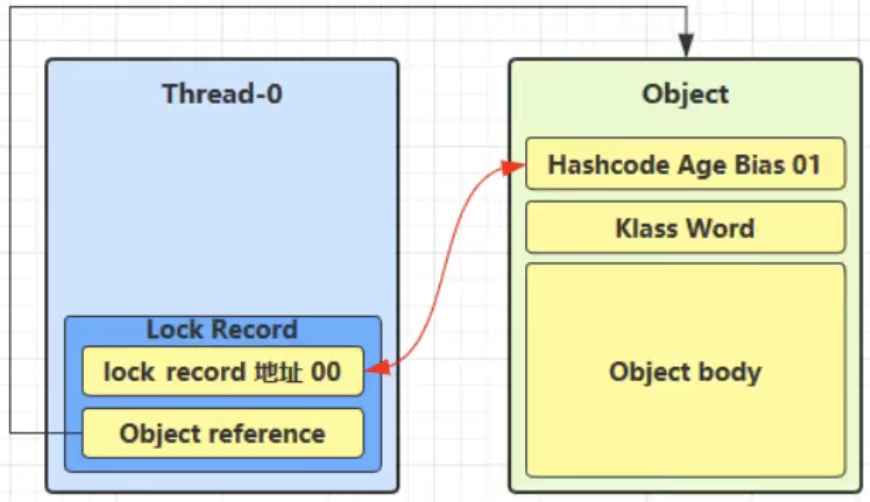 Thread-0
Lock Record
lock record 地址 00
Object reference
Object
Hashcode Age Bias 01
Klass Word
Object body